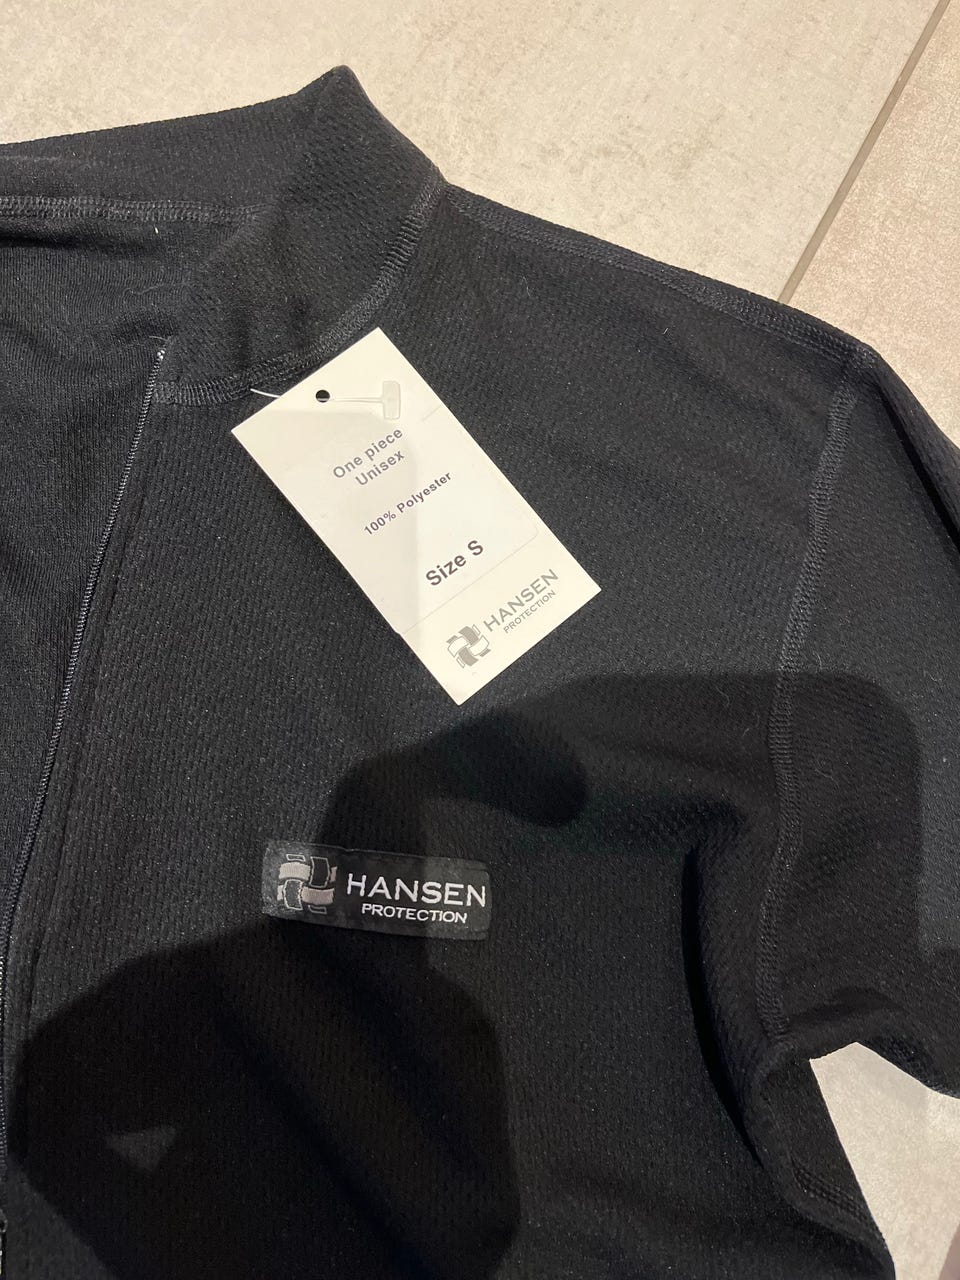 One piece
Unisex
100% Polyester
Size S
HANSEN
PROTECTION
HANSEN
PROTECTION